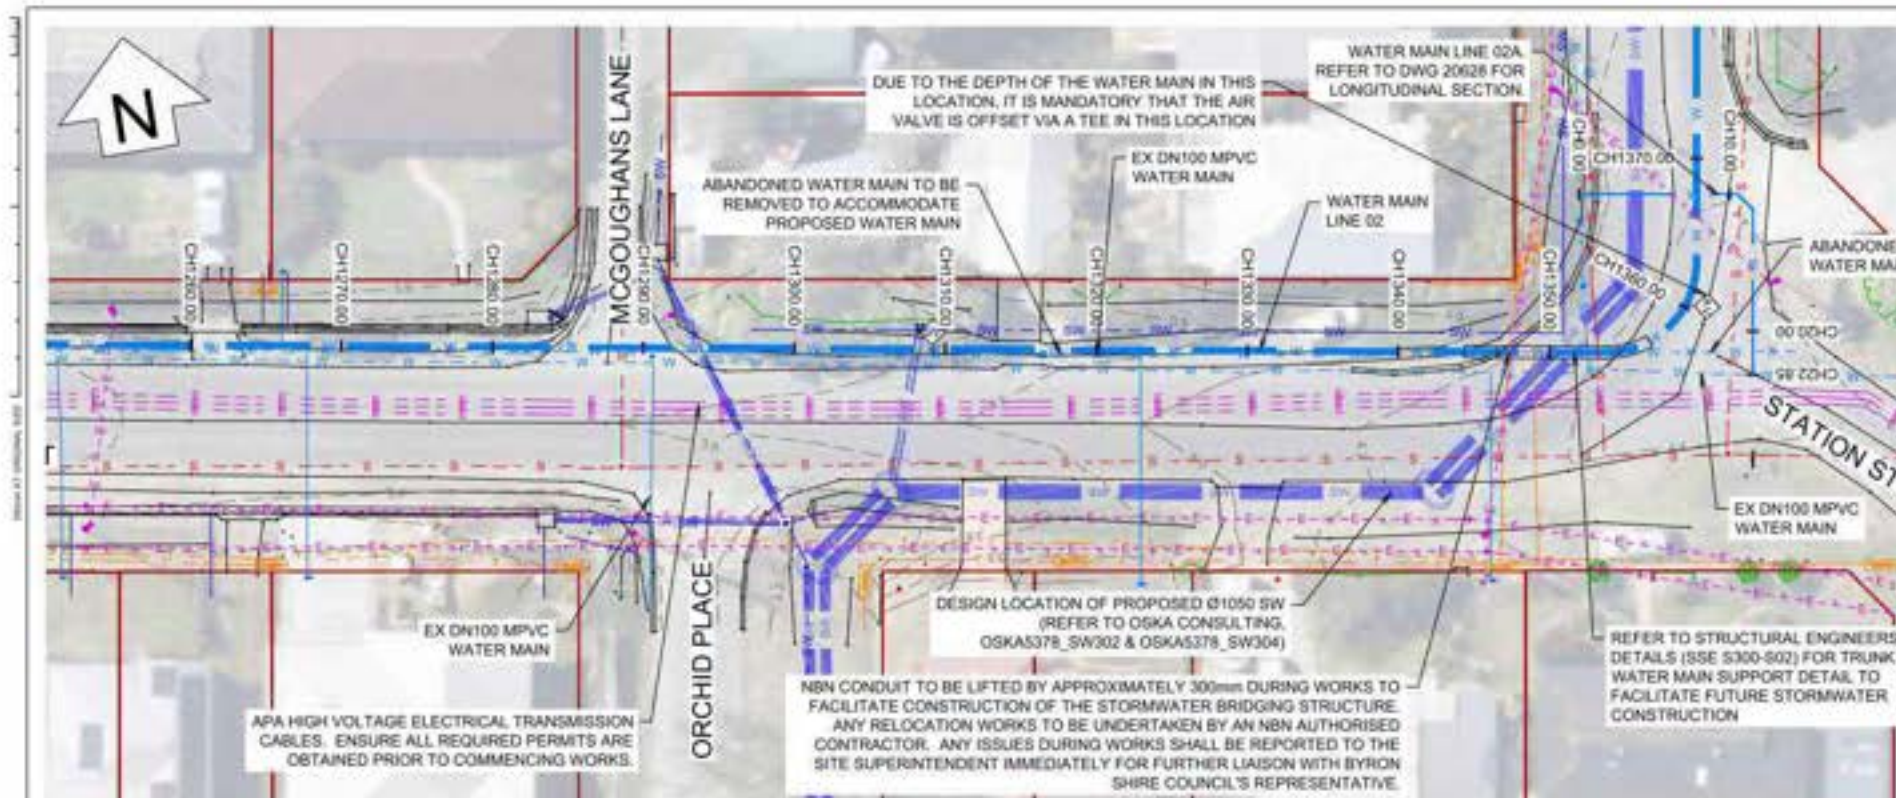 N
MCGOUGHANS LANE
DUE TO THE DEPTH OF THE WATER MAIN IN THIS
LOCATION, IT IS MANDATORY THAT THE AIR
VALVE IS OFFSET VIA A TEE IN THIS LOCATION
WATER MAIN LINE 02A.
REFER TO DWG 20628 FOR
LONGITUDINAL SECTION
EX DN100 MPVC
WATER MAIN
ABANDONED WATER MAIN TO BE
REMOVED TO ACCOMMODATE
PROPOSED WATER MAIN
WATER MAIN
LINE 02
ABANDONE
WATER MAI
CH0.00
CH10.00
CH1370.00
CH1360.00
CH1260.00
CH1270.00
CH1280.00
CH1290.00
CH1300.00
CH1310.00
CH1320.00
CH1330.00
CH1340.00
CH1350.00
CH20.00
CH22.85
STATION ST
EX DN100 MPVC
WATER MAIN
EX DN100 MPVC
WATER MAIN
ORCHID PLACE
DESIGN LOCATION OF PROPOSED Ø1050 SW
(REFER TO OSKA CONSULTING,
OSKA5378_SW302 & OSKA5378_SW304)
REFER TO STRUCTURAL ENGINEERS
DETAILS (SSE S300-S02) FOR TRUNK
WATER MAIN SUPPORT DETAIL TO
FACILITATE FUTURE STORMWATER
CONSTRUCTION
APA HIGH VOLTAGE ELECTRICAL TRANSMISSION
CABLES. ENSURE ALL REQUIRED PERMITS ARE
OBTAINED PRIOR TO COMMENCING WORKS.
NBN CONDUIT TO BE LIFTED BY APPROXIMATELY 300mm DURING WORKS TO
FACILITATE CONSTRUCTION OF THE STORMWATER BRIDGING STRUCTURE.
ANY RELOCATION WORKS TO BE UNDERTAKEN BY AN NBN AUTHORISED
CONTRACTOR. ANY ISSUES DURING WORKS SHALL BE REPORTED TO THE
SITE SUPERINTENDENT IMMEDIATELY FOR FURTHER LIAISON WITH BYRON
SHIRE COUNCIL'S REPRESENTATIVE.